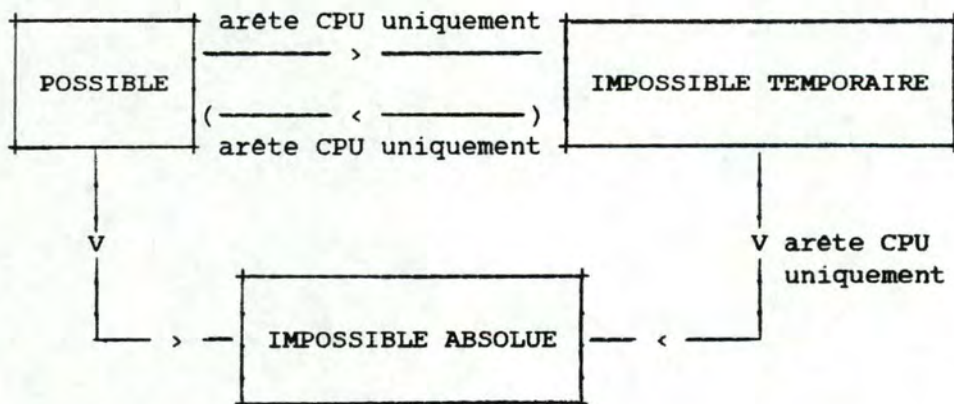 arête CPU uniquement
POSSIBLE
IMPOSSIBLE TEMPORAIRE
arête CPU uniquement
arête CPU
uniquement
IMPOSSIBLE ABSOLUE